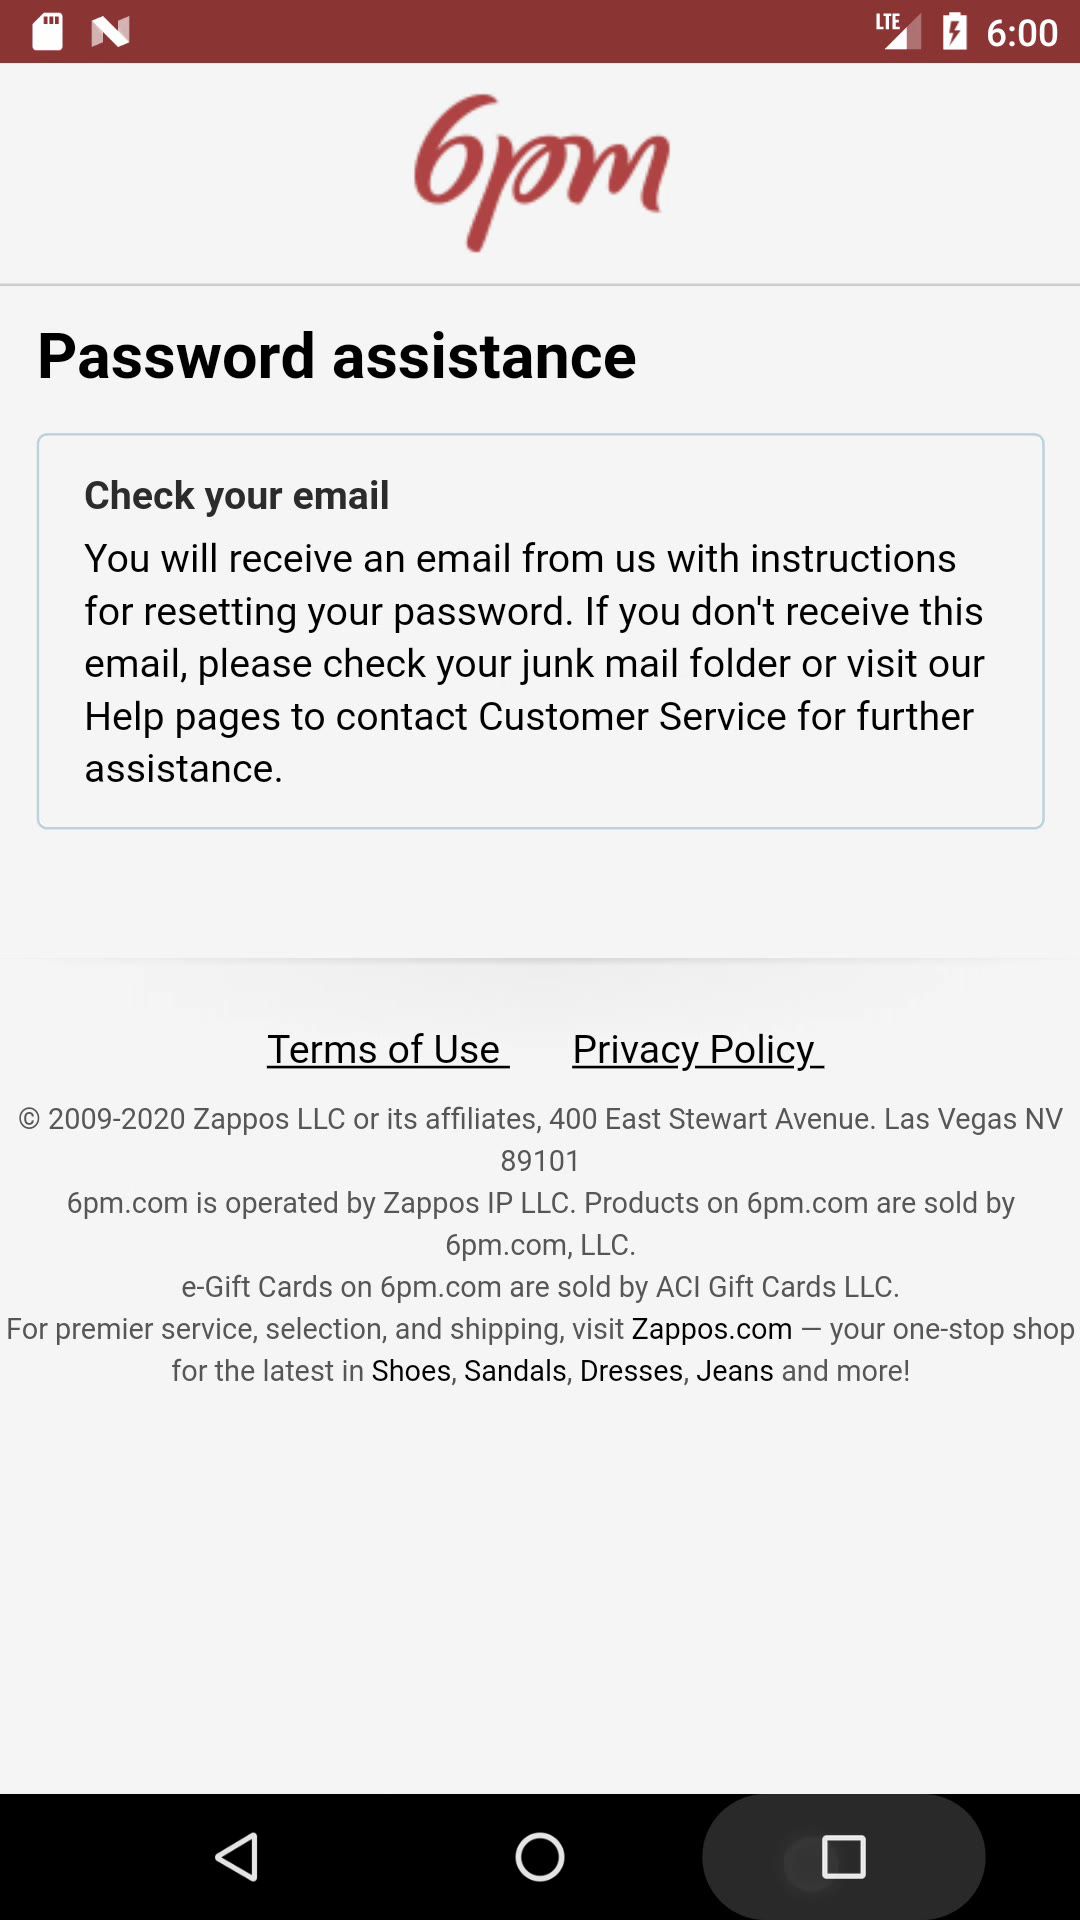 LTE 6:00
6pm
Password assistance
Check your email
You will receive an email from us with instructions
for resetting your password. If you don't receive this
email, please check your junk mail folder or visit our
Help pages to contact Customer Service for further
assistance.
Terms of Use Privacy Policy
© 2009-2020 Zappos LLC or its affiliates, 400 East Stewart Avenue. Las Vegas NV
89101
6pm.com is operated by Zappos IP LLC. Products on 6pm.com are sold by
6pm.com, LLC.
e-Gift Cards on 6pm.com are sold by ACI Gift Cards LLC.
For premier service, selection, and shipping, visit Zappos.com — your one-stop shop
for the latest in Shoes, Sandals, Dresses, Jeans and more!